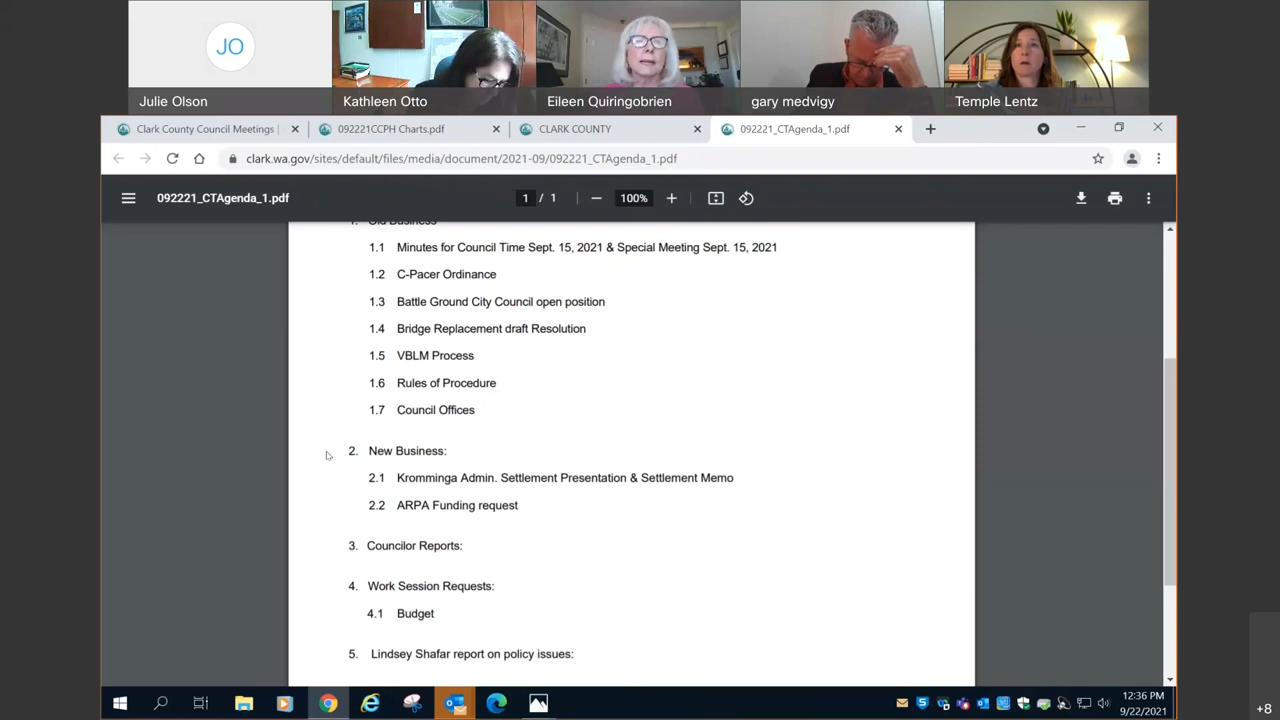 JO
Julie Olson
Kathleen Otto
Eileen Quiringobrien
gary medvigy
Temple Lentz
Clark County Council Meetings |
092221CCPH Charts.pdf
CLARK COUNTY
092221_CTAgenda_1.pdf
clark.wa.gov/sites/default/files/media/document/2021-09/092221_CTAgenda_1.pdf
092221_CTAgenda_1.pdf
1 / 1
100%
1. Old Business
1.1 Minutes for Council Time Sept. 15, 2021 & Special Meeting Sept. 15, 2021
1.2 C-Pacer Ordinance
1.3 Battle Ground City Council open position
1.4 Bridge Replacement draft Resolution
1.5 VBLM Process
1.6 Rules of Procedure
1.7 Council Offices
2. New Business:
2.1 Kromminga Admin. Settlement Presentation & Settlement Memo
2.2 ARPA Funding request
3. Councilor Reports:
4. Work Session Requests:
4.1 Budget
5. Lindsey Shafar report on policy issues:
12:36 PM
9/22/2021
+8